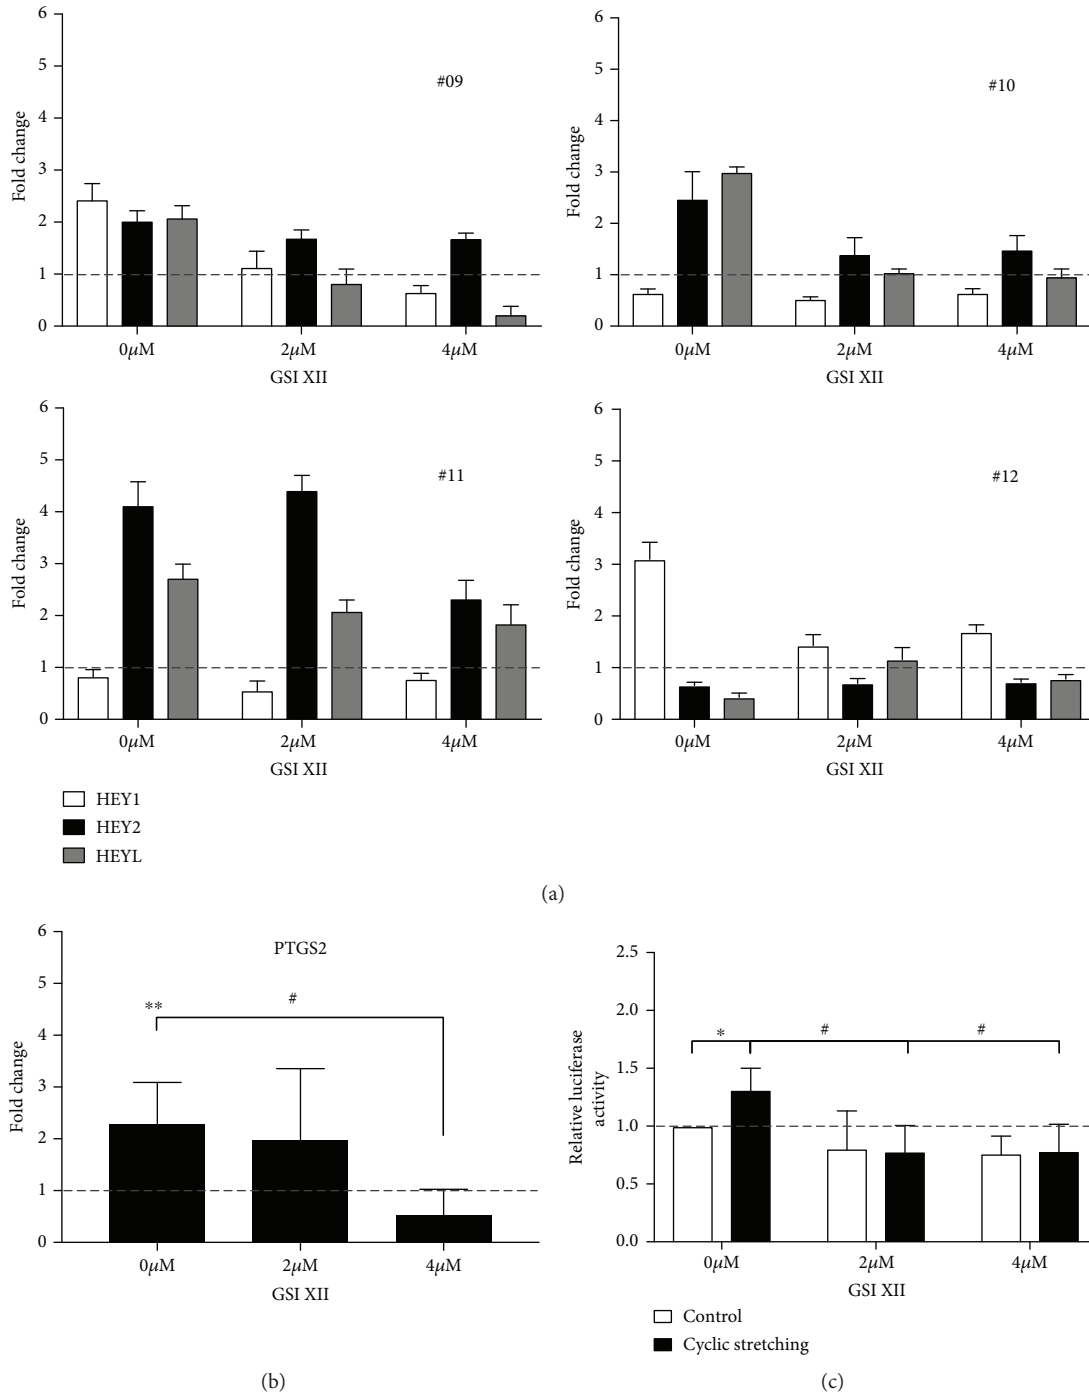 6
5
4
3
2
1
0
Fold change
#09
0μM
2μM
4μM
GSI XII
6
5
4
3
2
1
0
Fold change
#10
0μM
2μM
4μM
GSI XII
6
5
4
3
2
1
0
Fold change
#11
0μM
2μM
4μM
GSI XII
6
5
4
3
2
1
0
Fold change
#12
0μM
2μM
4μM
GSI XII
HEY1
HEY2
HEYL
(a)
6
5
4
3
2
1
0
Fold change
PTGS2
**
#
0μM
2μM
4μM
GSI XII
(b)
2.5
2.0
1.5
1.0
0.5
0.0
Relative luciferase
activity
*
#
#
0μM
2μM
4μM
GSI XII
Control
Cyclic stretching
(c)